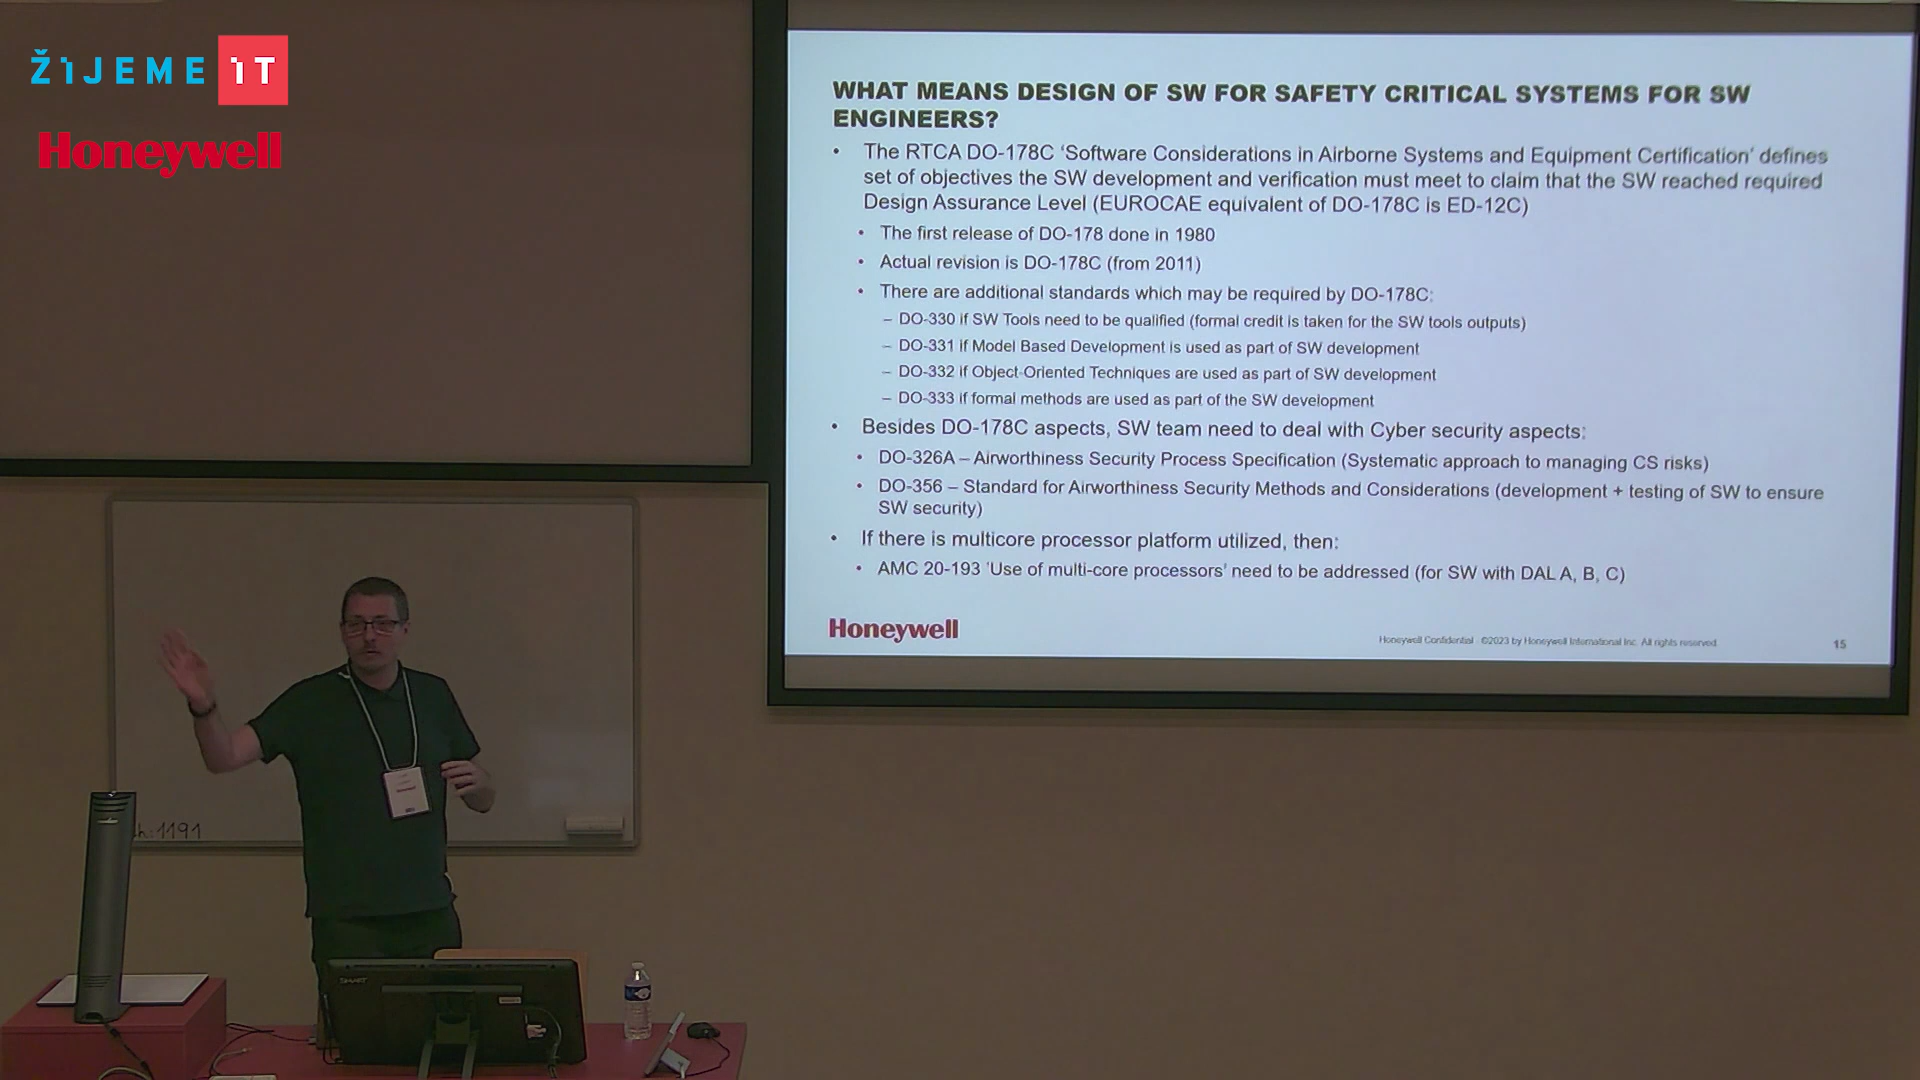 ŽIJEME IT
Honeywell
WHAT MEANS DESIGN OF SW FOR SAFETY CRITICAL SYSTEMS FOR SW
ENGINEERS?
• The RTCA DO-178C ‘Software Considerations in Airborne Systems and Equipment Certification’ defines
set of objectives the SW development and verification must meet to claim that the SW reached required
Design Assurance Level (EUROCAE equivalent of DO-178C is ED-12C)
• The first release of DO-178 done in 1980
• Actual revision is DO-178C (from 2011)
• There are additional standards which may be required by DO-178C:
– DO-330 if SW Tools need to be qualified (formal credit is taken for the SW tools outputs)
– DO-331 if Model Based Development is used as part of SW development
– DO-332 if Object-Oriented Techniques are used as part of SW development
– DO-333 if formal methods are used as part of the SW development
• Besides DO-178C aspects, SW team need to deal with Cyber security aspects:
• DO-326A – Airworthiness Security Process Specification (Systematic approach to managing CS risks)
• DO-356 – Standard for Airworthiness Security Methods and Considerations (development + testing of SW to ensure
SW security)
• If there is multicore processor platform utilized, then:
• AMC 20-193 ’Use of multi-core processors’ need to be addressed (for SW with DAL A, B, C)
Honeywell
Honeywell Confidential - ©2023 by Honeywell International Inc. All rights reserved.
15
h:1191
SMART